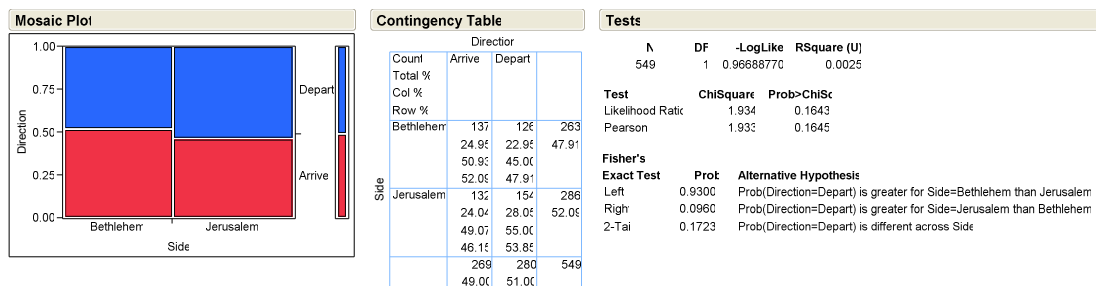 Mosaic Plot
1.00
0.75
0.50
0.25
0.00
Direction
Depart
Arrive
Bethlehem Jerusalem
Side
Contingency Table
Direction
Count Arrive Depart
Total %
Col %
Row %
Side
Bethlehem 137 126 263
24.95 22.95 47.91
50.93 45.00
52.09 47.91
Jerusalem 132 154 286
24.04 28.05 52.09
49.07 55.00
46.15 53.85
269 280 549
49.00 51.00
Tests
N DF -LogLike RSquare (U)
549 1 0.96688770 0.0025
Test ChiSquare Prob>ChiSq
Likelihood Ratio 1.934 0.1643
Pearson 1.933 0.1645
Fisher's
Exact Test Prob Alternative Hypothesis
Left 0.9300 Prob(Direction=Depart) is greater for Side=Bethlehem than Jerusalem
Right 0.0960 Prob(Direction=Depart) is greater for Side=Jerusalem than Bethlehem
2-Tail 0.1723 Prob(Direction=Depart) is different across Side